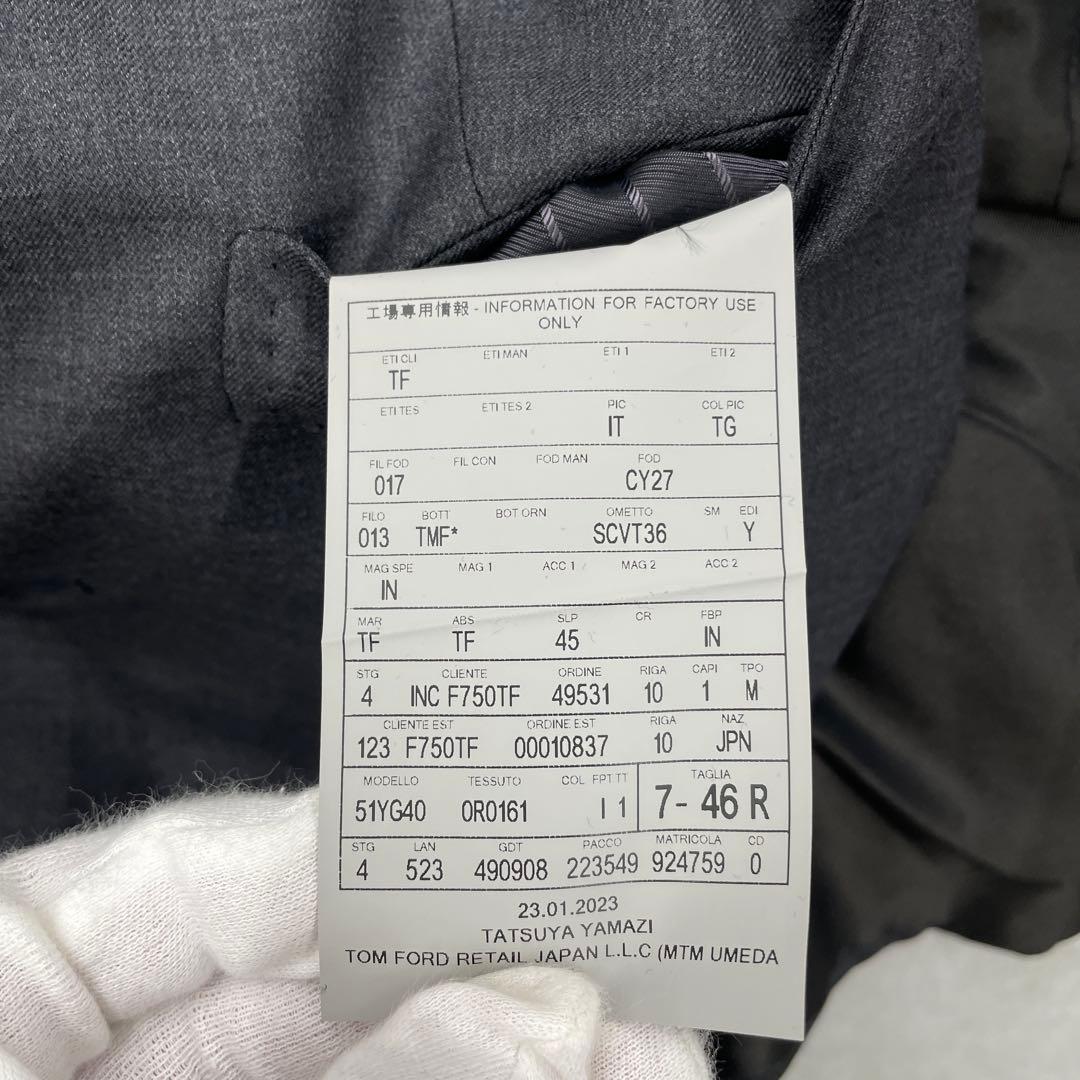 工場専用情報 - INFORMATION FOR FACTORY USE
ONLY
ETI CLI ETI MAN ETI 1 ETI 2
TF
ETI TES ETI TES 2 PIC COL PIC
IT TG
FIL FOD FIL CON FOD MAN FOD
017 CY27
FILO BOTT BOT ORN OMETTO SM EDI
013 TMF* SCVT36 Y
MAG SPE MAG 1 ACC 1 MAG 2 ACC 2
IN
MAR ABS SLP CR FBP
TF TF 45 IN
STG CLIENTE ORDINE RIGA CAPI TPO
4 INC F750TF 49531 10 1 M
CLIENTE EST ORDINE EST RIGA NAZ
123 F750TF 00010837 10 JPN
MODELLO TESSUTO COL FPT TT TAGLIA
51YG40 0R0161 I 1 7- 46 R
STG LAN GDT PACCO MATRICOLA CD
4 523 490908 223549 924759 0
23.01.2023
TATSUYA YAMAZI
TOM FORD RETAIL JAPAN L.L.C (MTM UMEDA